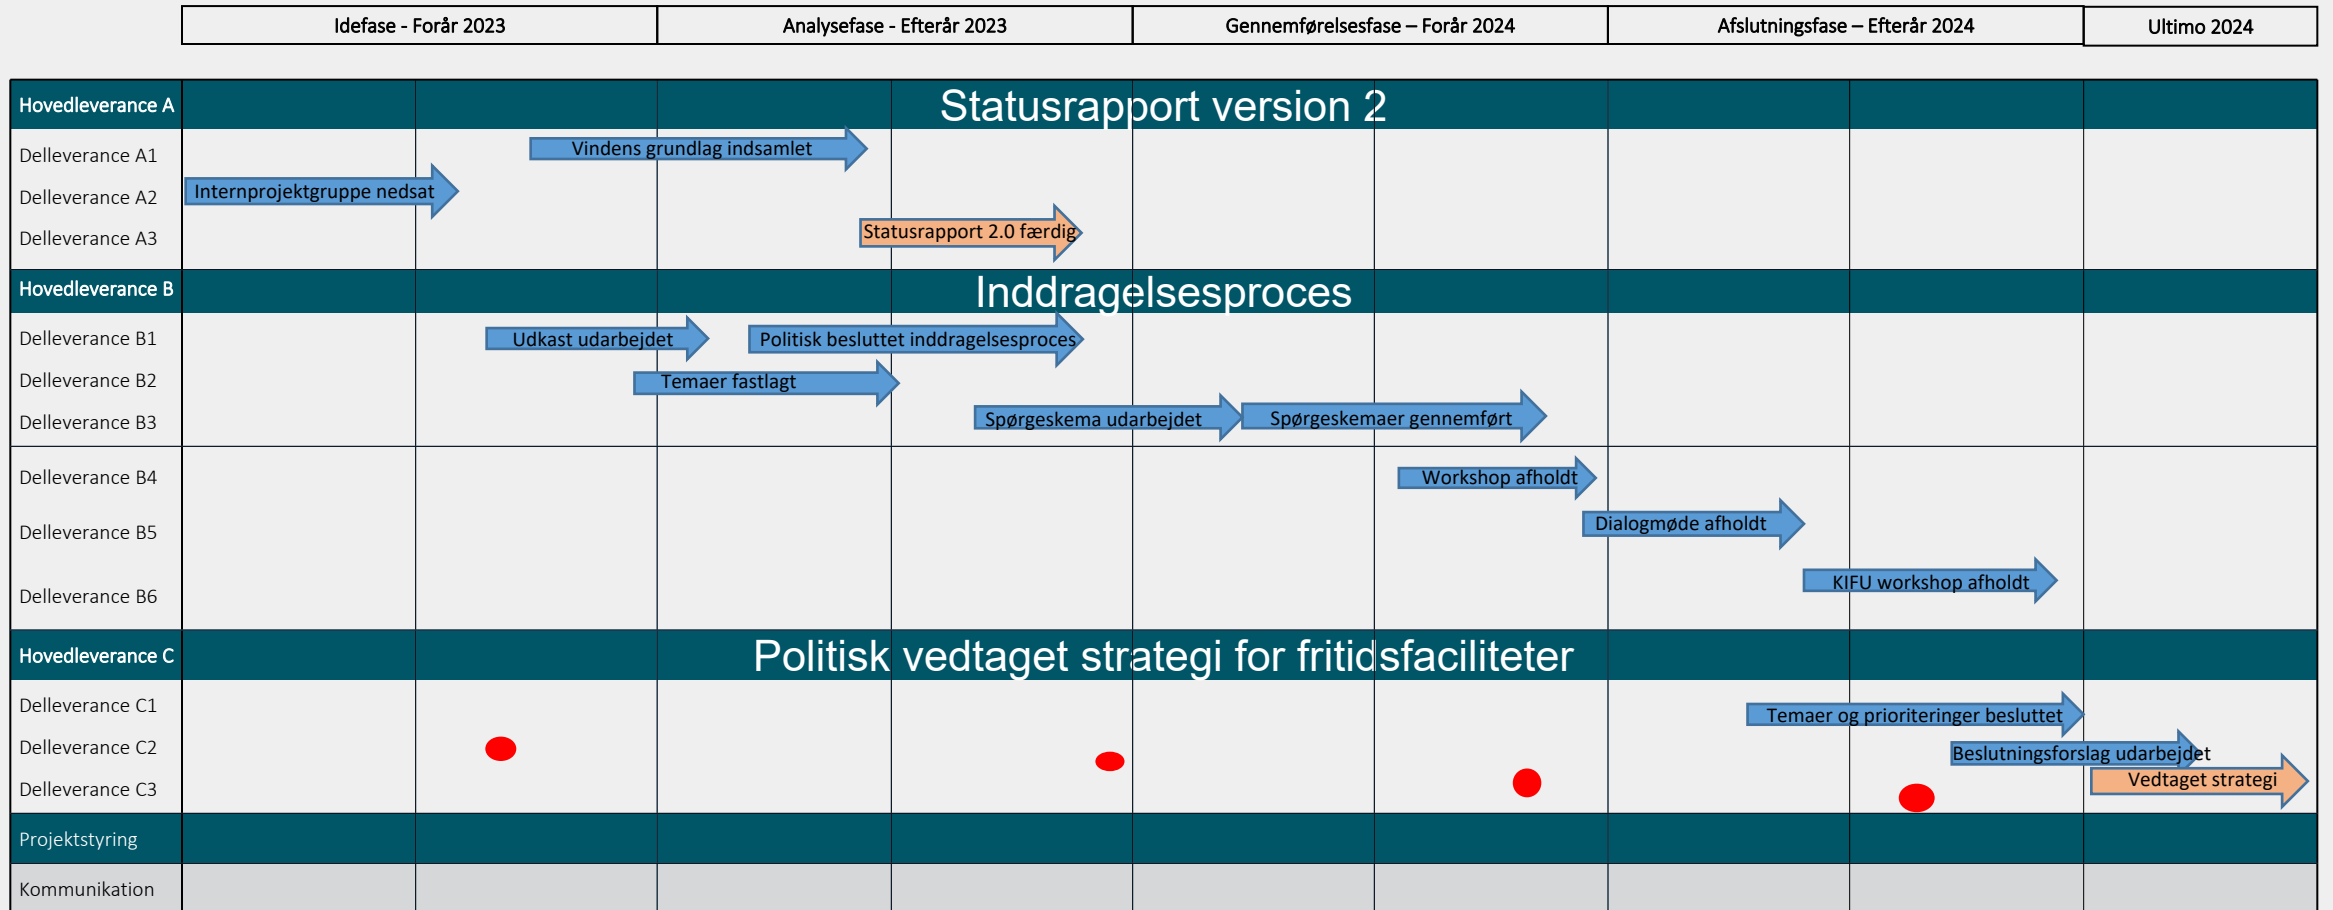 Idefase - Forår 2023
Analysefase - Efterår 2023
Gennemførelsesfase – Forår 2024
Afslutningsfase – Efterår 2024
Ultimo 2024
Hovedleverance A
Statusrapport version 2
Delleverance A1
Vindens grundlag indsamlet
Delleverance A2
Internprojektgruppe nedsat
Delleverance A3
Statusrapport 2.0 færdig
Hovedleverance B
Inddragelsesproces
Delleverance B1
Udkast udarbejdet
Politisk besluttet inddragelsesproces
Delleverance B2
Temaer fastlagt
Delleverance B3
Spørgeskema udarbejdet
Spørgeskemaer gennemført
Delleverance B4
Workshop afholdt
Delleverance B5
Dialogmøde afholdt
Delleverance B6
KIFU workshop afholdt
Hovedleverance C
Politisk vedtaget strategi for fritidsfaciliteter
Delleverance C1
Temaer og prioriteringer besluttet
Delleverance C2
Beslutningsforslag udarbejdet
Delleverance C3
Vedtaget strategi
Projektstyring
Kommunikation